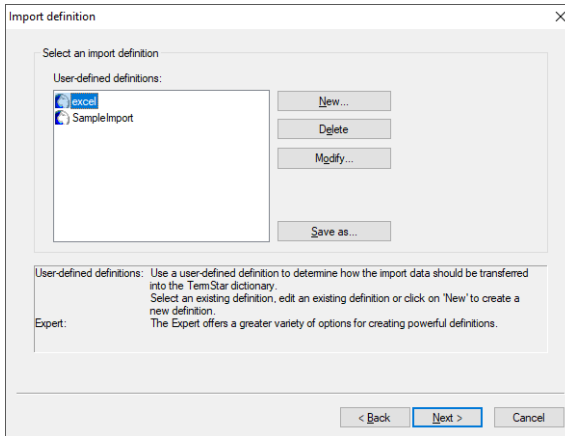 Import definition
Select an import definition
User-defined definitions:
excel
SampleImport
New...
Delete
Modify...
Save as...
User-defined definitions: Use a user-defined definition to determine how the import data should be transferred
into the TermStar dictionary.
Select an existing definition, edit an existing definition or click on 'New' to create a
new definition.
Expert: The Expert offers a greater variety of options for creating powerful definitions.
< Back
Next >
Cancel